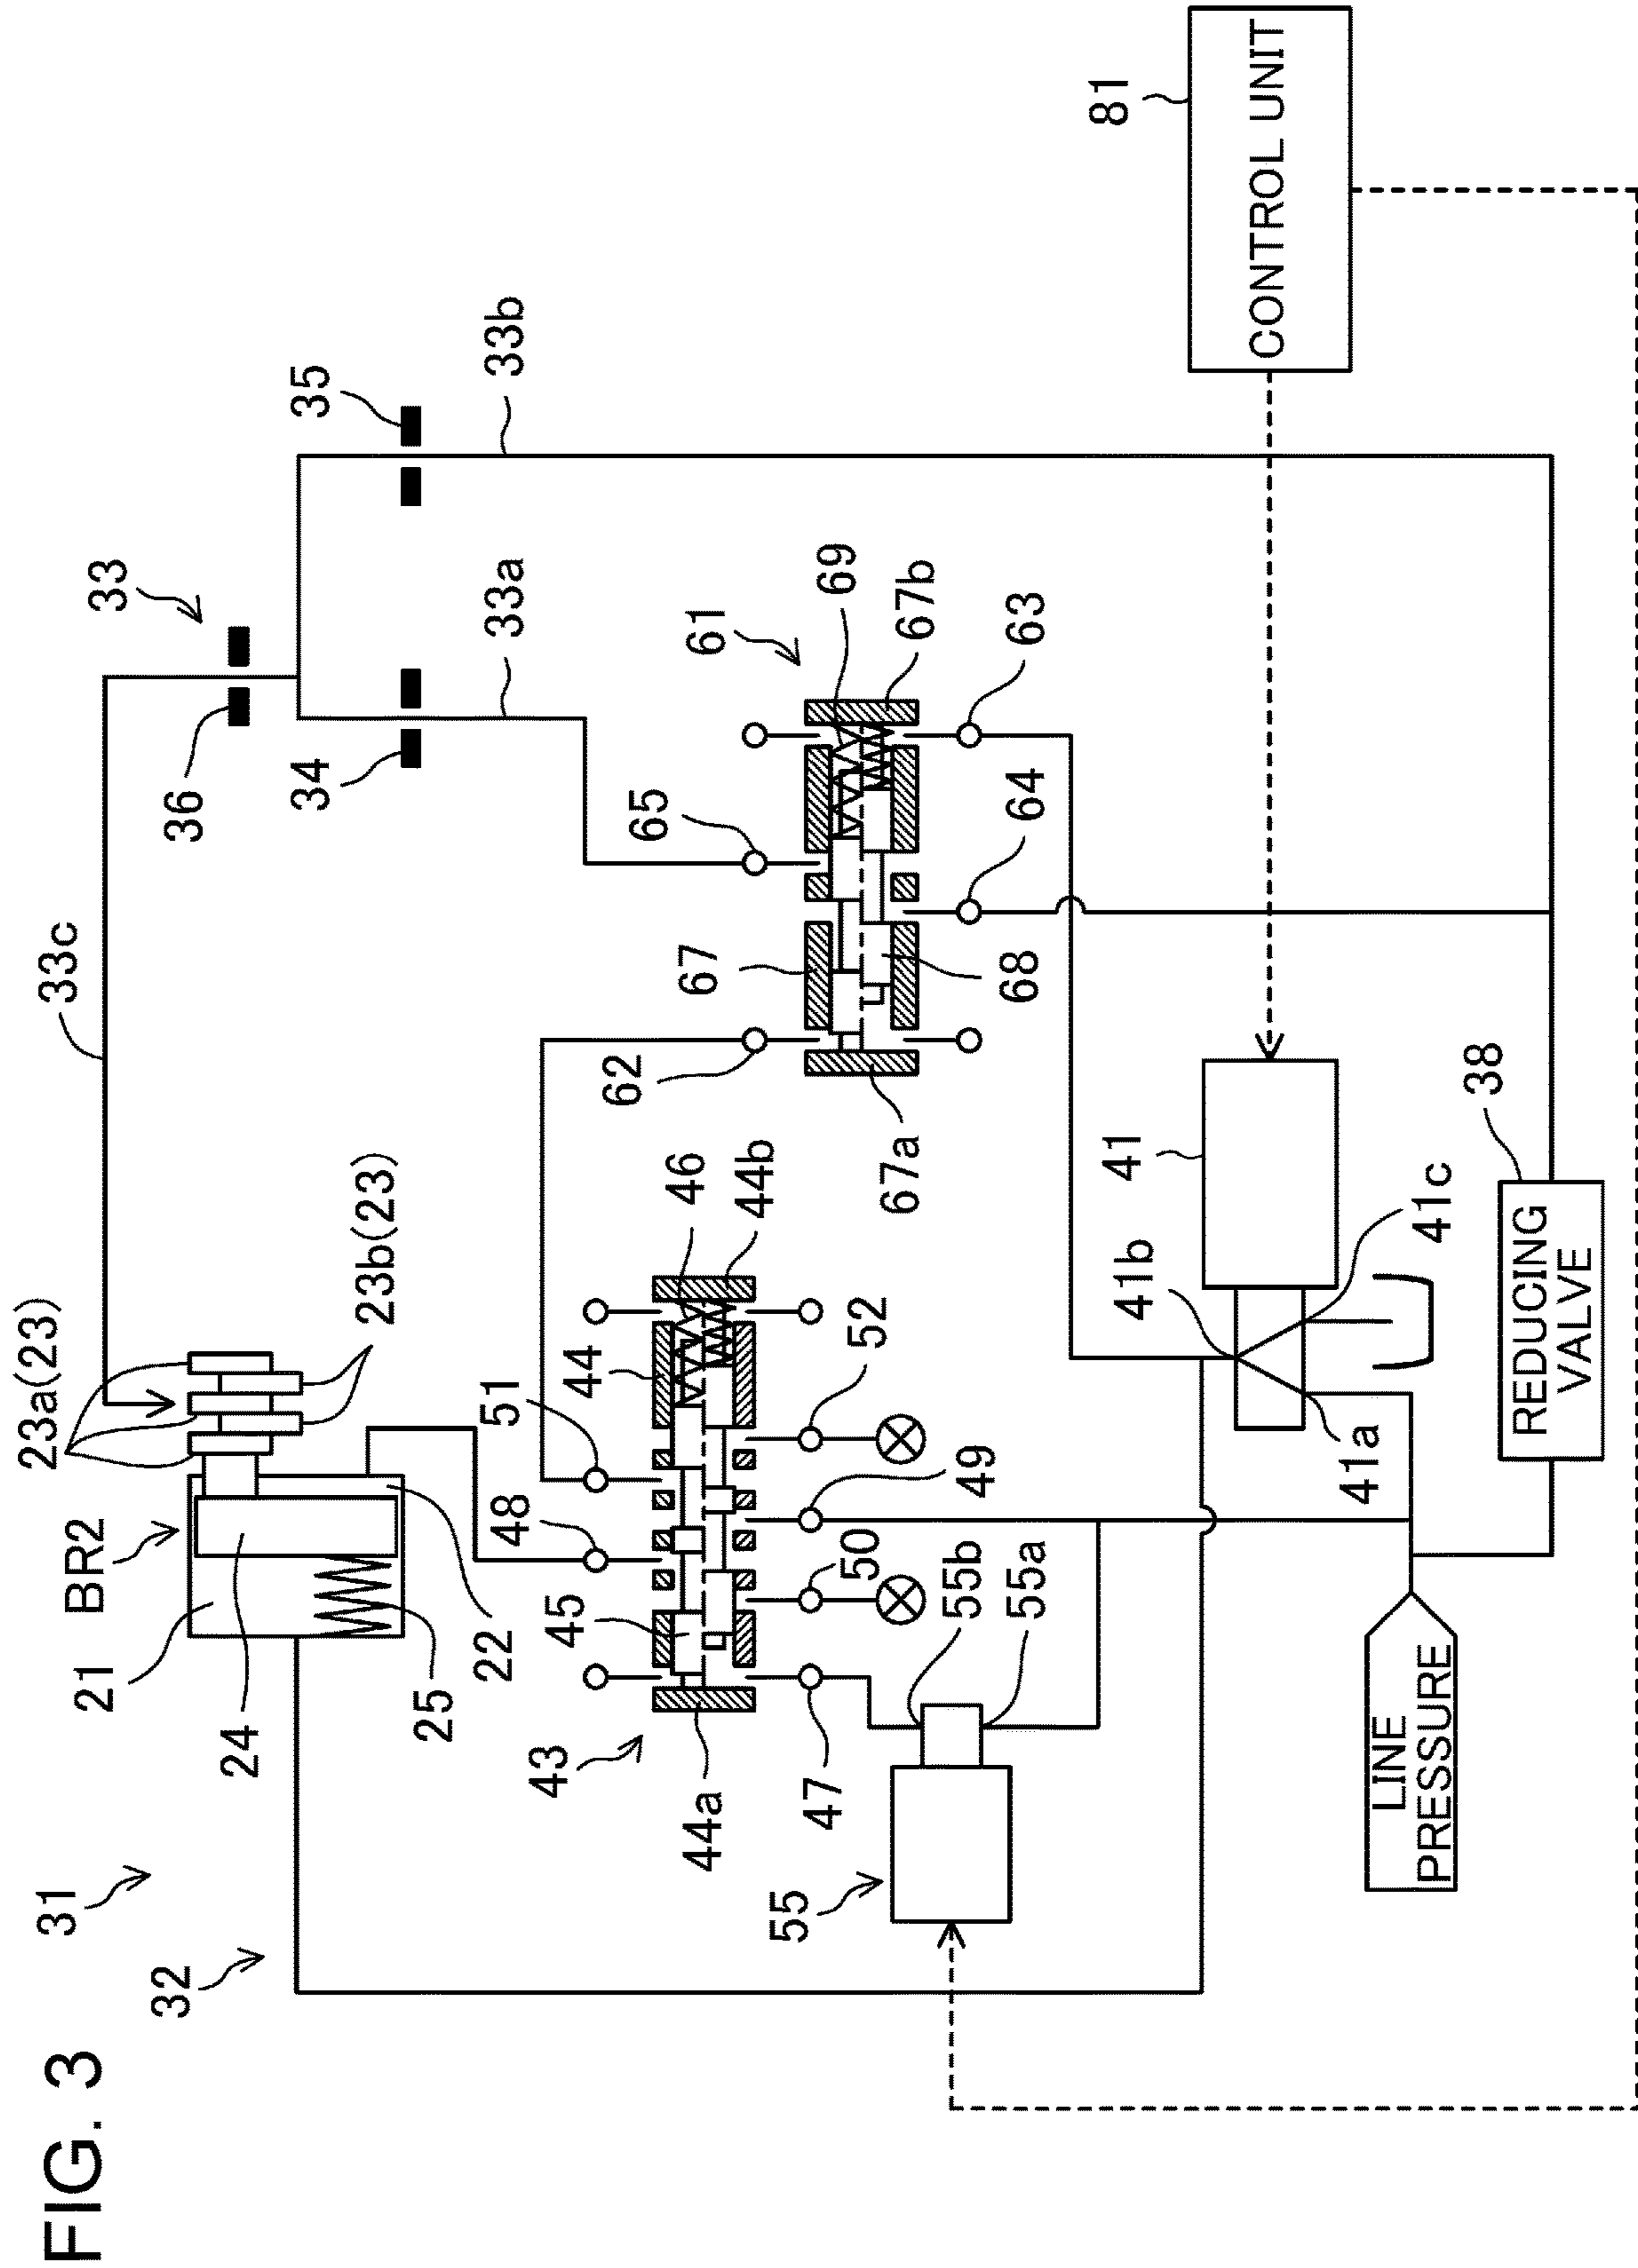 FIG. 3
31
32
33c
33
36
34
35
33a
33b
23a(23)
23b(23)
BR2
21
24
25
22
48
51
62
65
61
69
67b
67
68
67a
63
64
43
44a
45
44
46
44b
47
50
49
52
55
55b
55a
41
41b
41c
41a
81
CONTROL UNIT
38
REDUCING
VALVE
LINE
PRESSURE